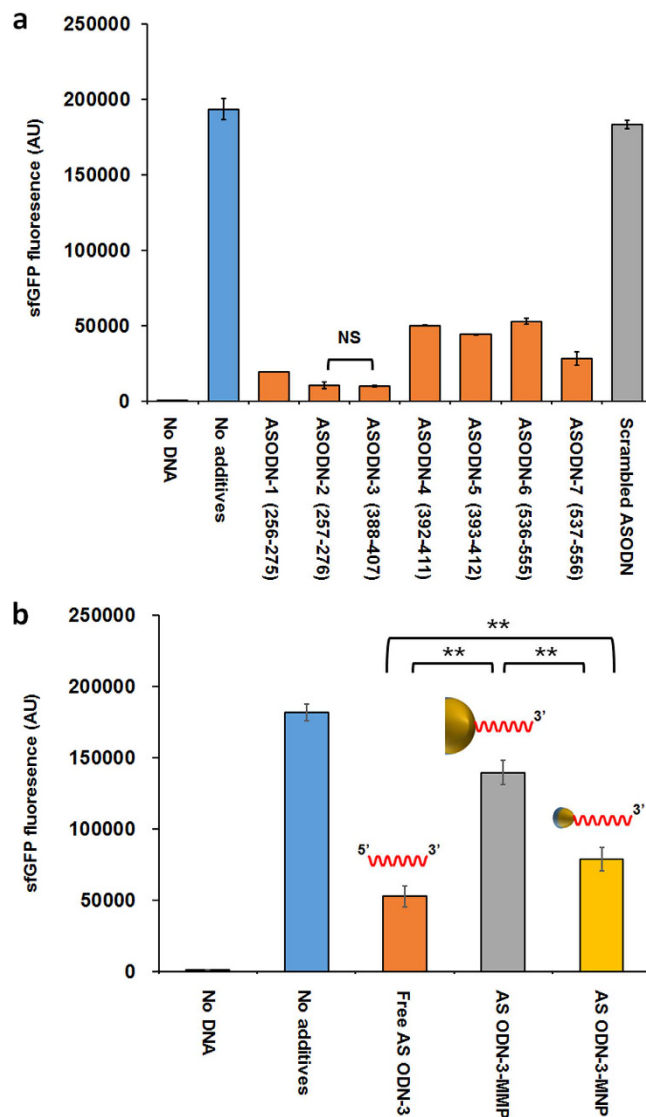 a
250000
200000
150000
100000
50000
0
sfGFP fluoresence (AU)
NS
No DNA
No additives
ASODN-1 (256-275)
ASODN-2 (257-276)
ASODN-3 (388-407)
ASODN-4 (392-411)
ASODN-5 (393-412)
ASODN-6 (536-555)
ASODN-7 (537-556)
Scrambled ASODN
b
250000
200000
150000
100000
50000
0
sfGFP fluoresence (AU)
**
** **
3'
3'
5' 3'
No DNA
No additives
Free AS ODN-3
AS ODN-3-MMP
AS ODN-3-MNP